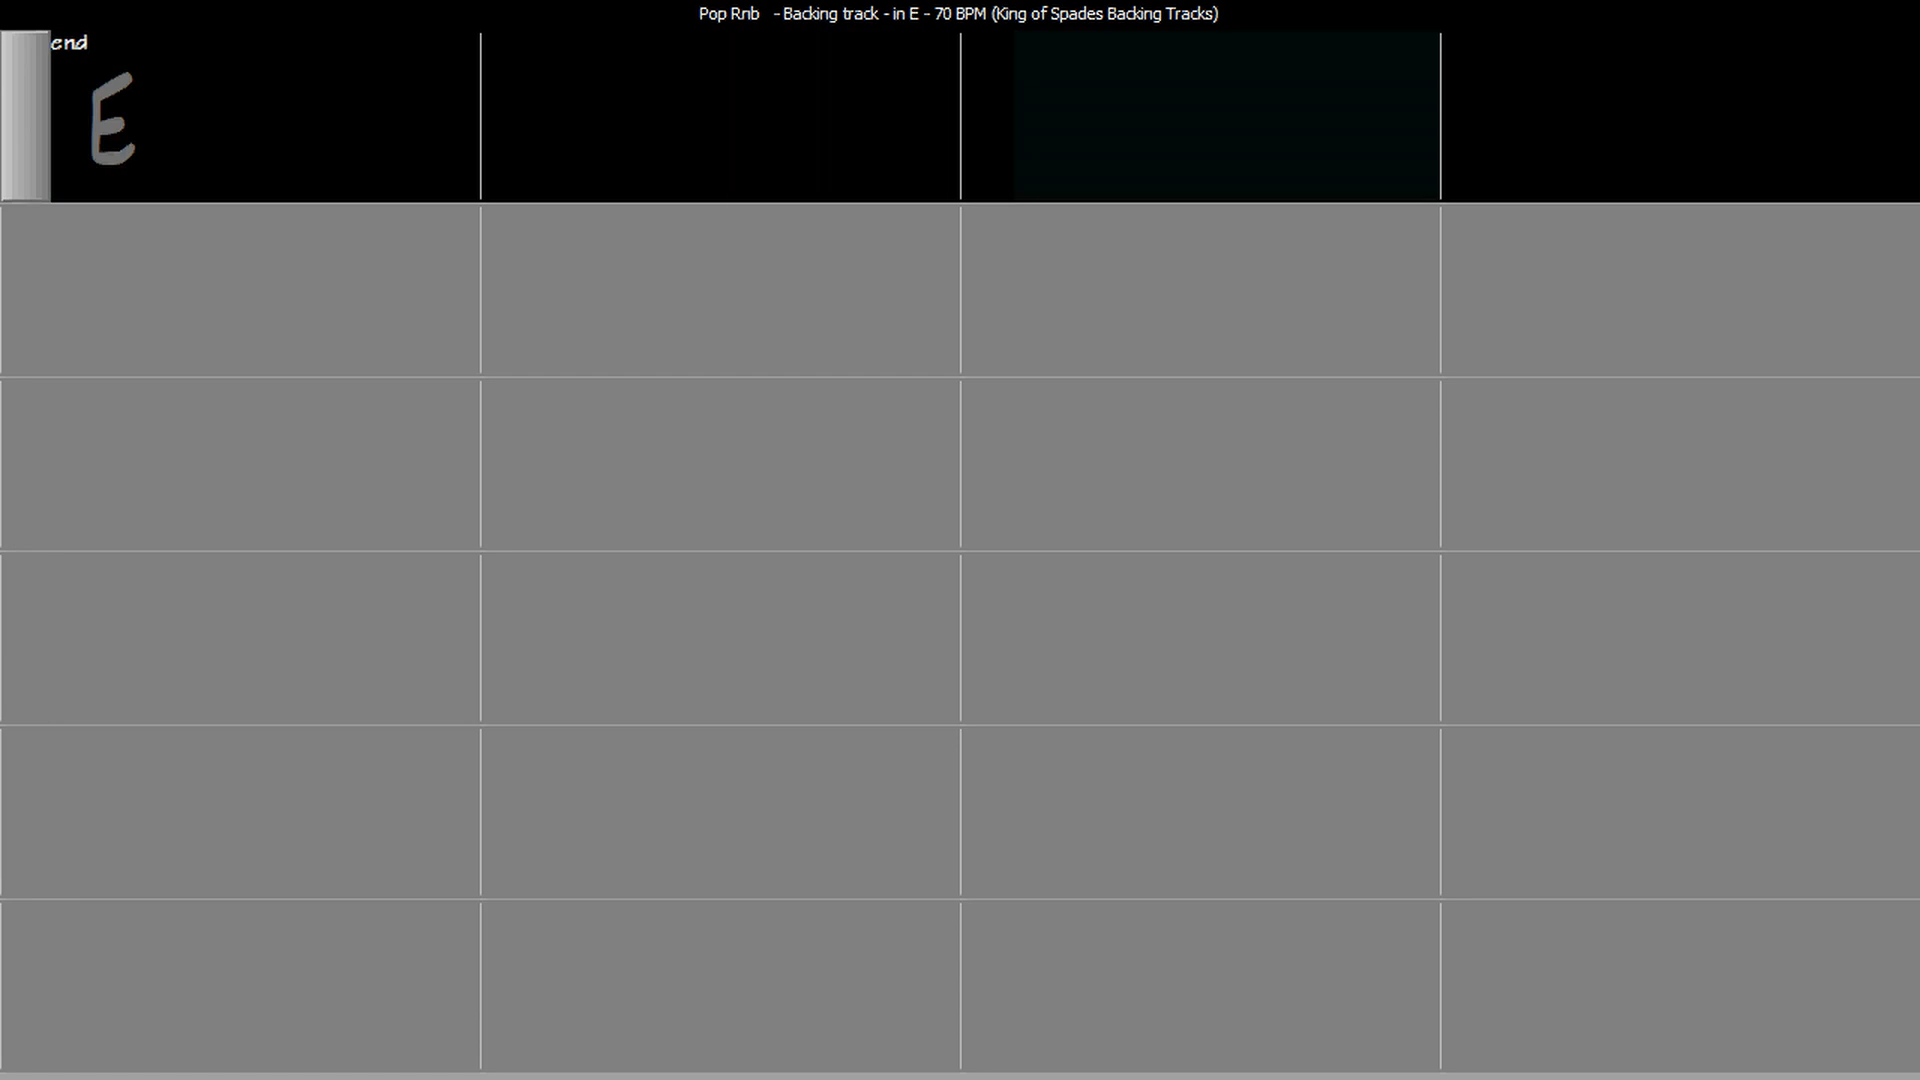 Pop Rnb - Backing track - in E - 70 BPM (King of Spades Backing Tracks)
end
E